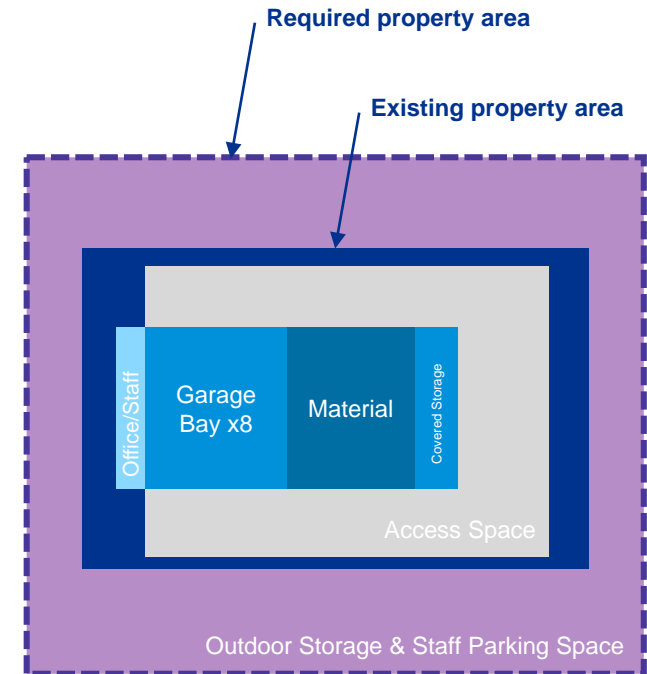 Required property area
Existing property area
Office/Staff
Garage
Bay x8
Material
Covered Storage
Access Space
Outdoor Storage & Staff Parking Space